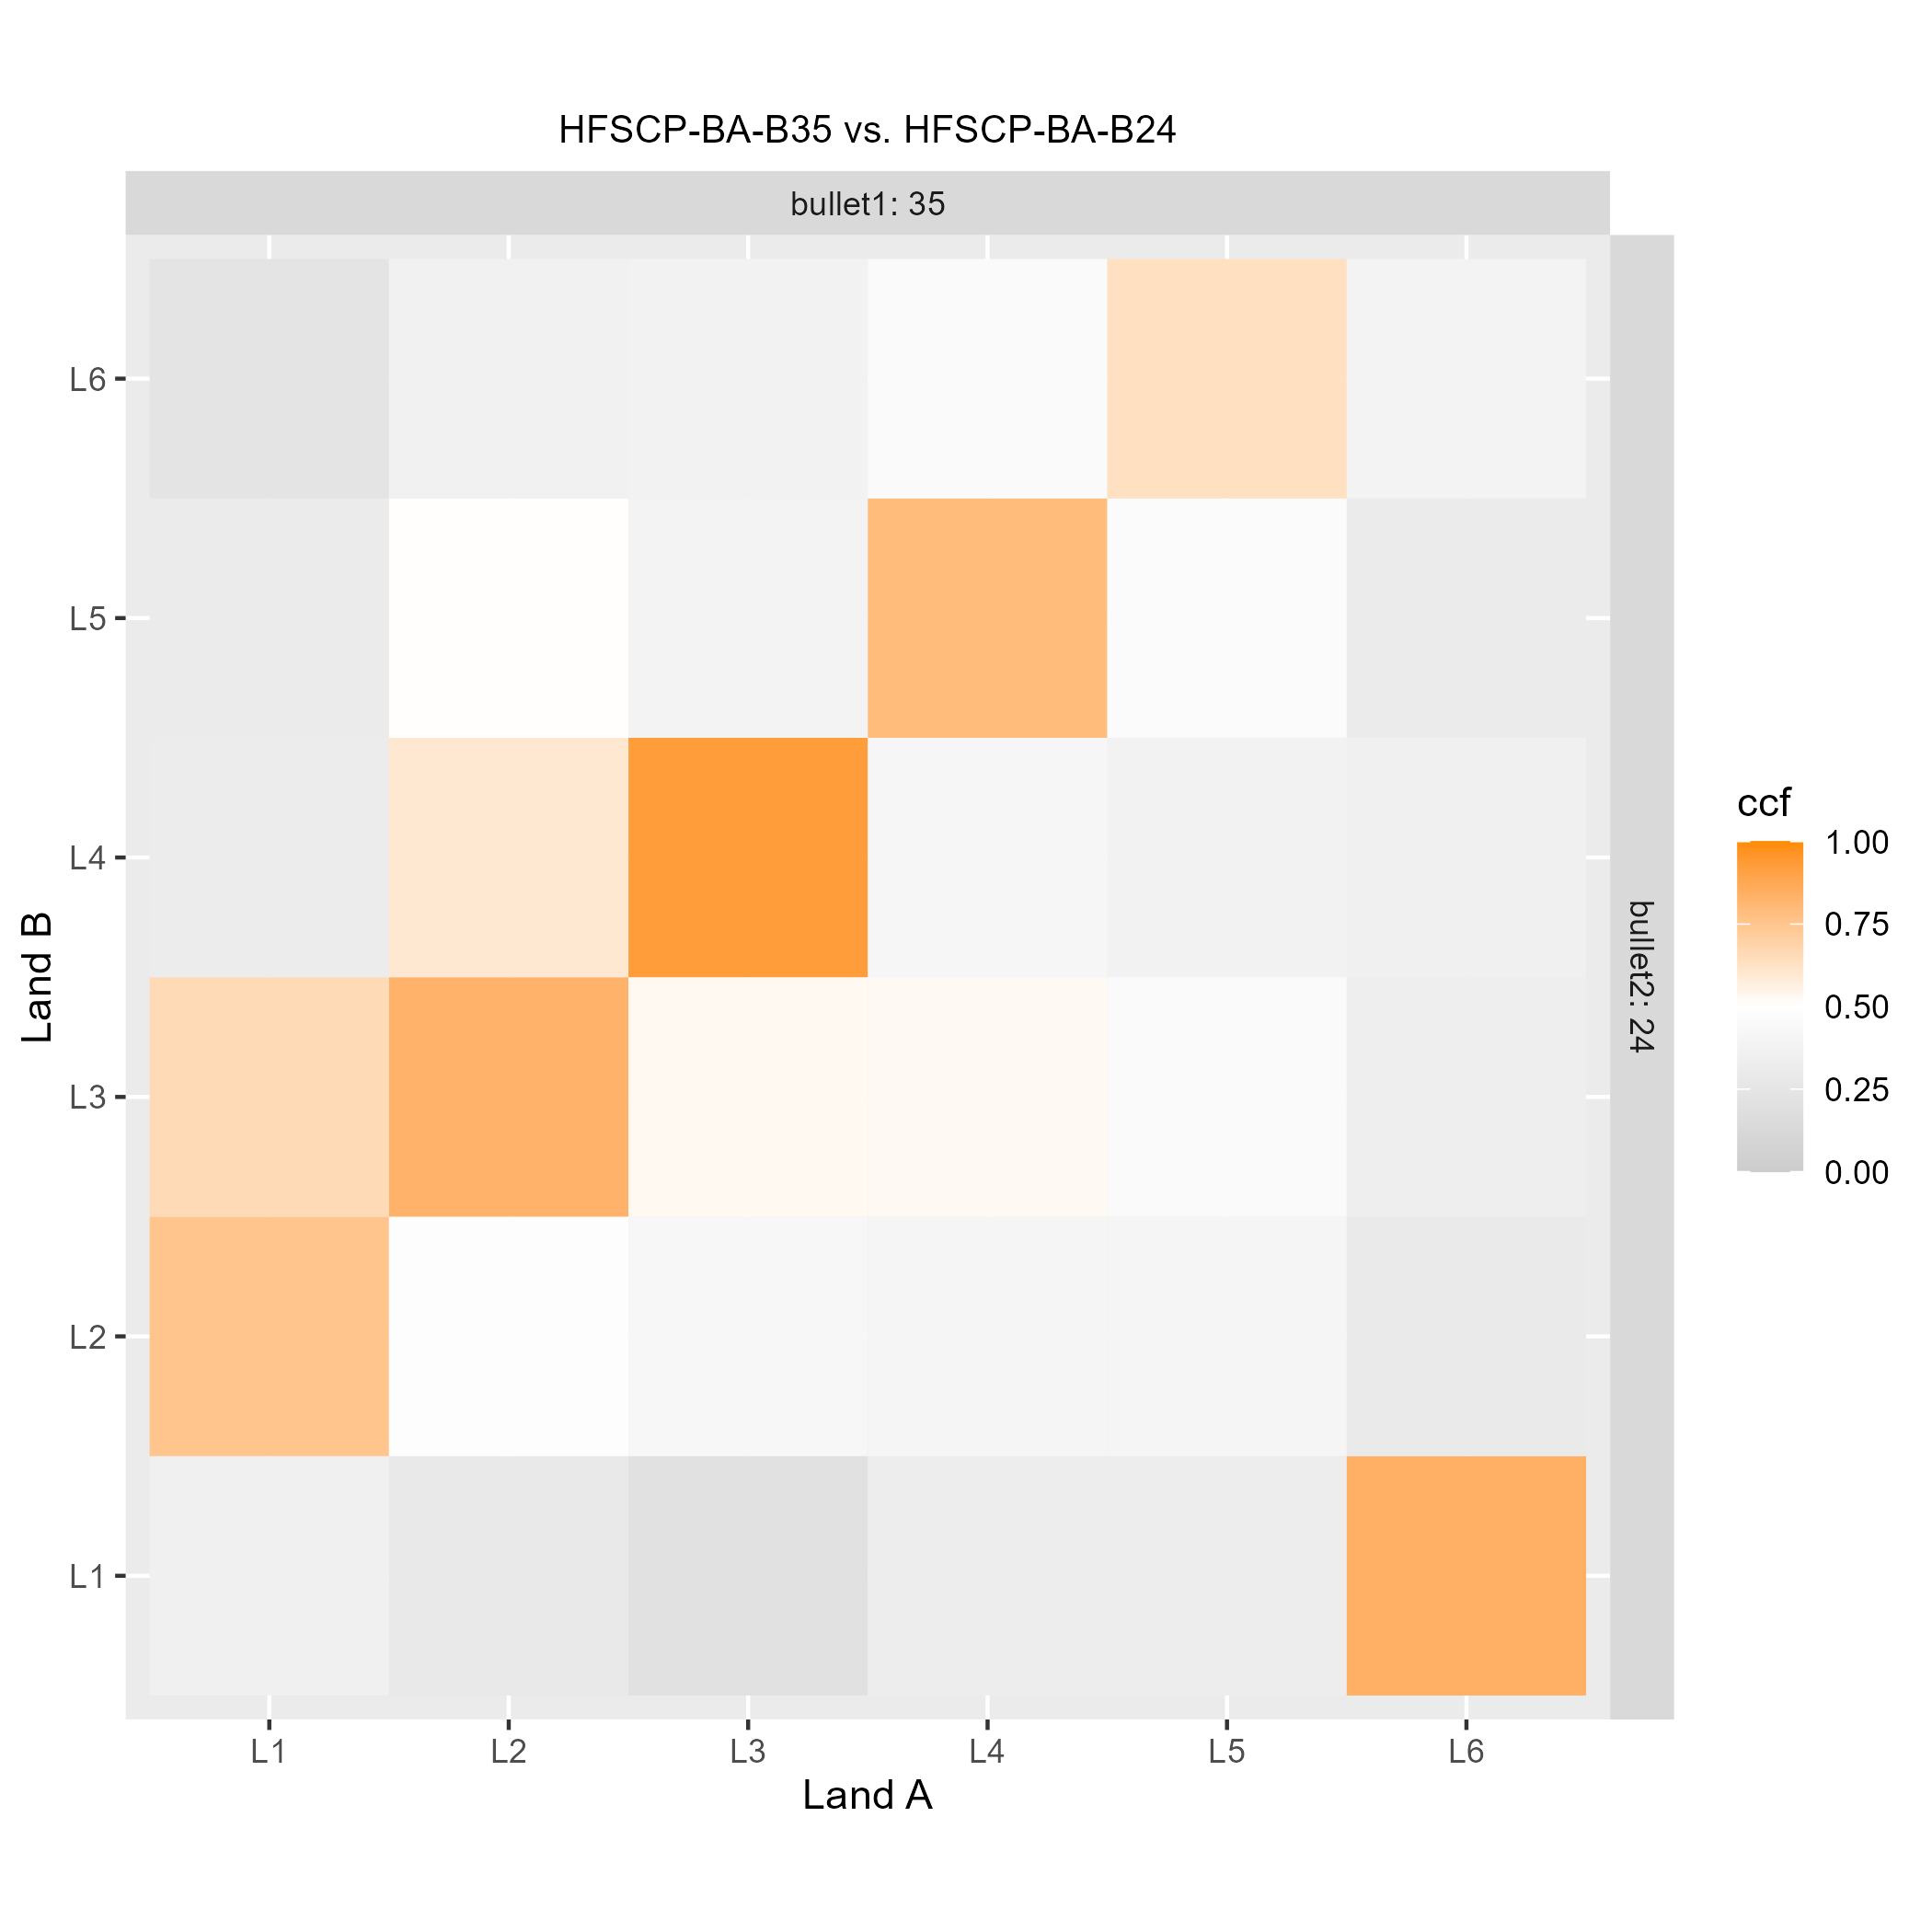 HFSCP-BA-B35 vs. HFSCP-BA-B24
bullet1: 35
L6
L5
L4
L3
L2
L1
Land B
bullet2: 24
L1 L2 L3 L4 L5 L6
Land A
ccf
1.00
0.75
0.50
0.25
0.00